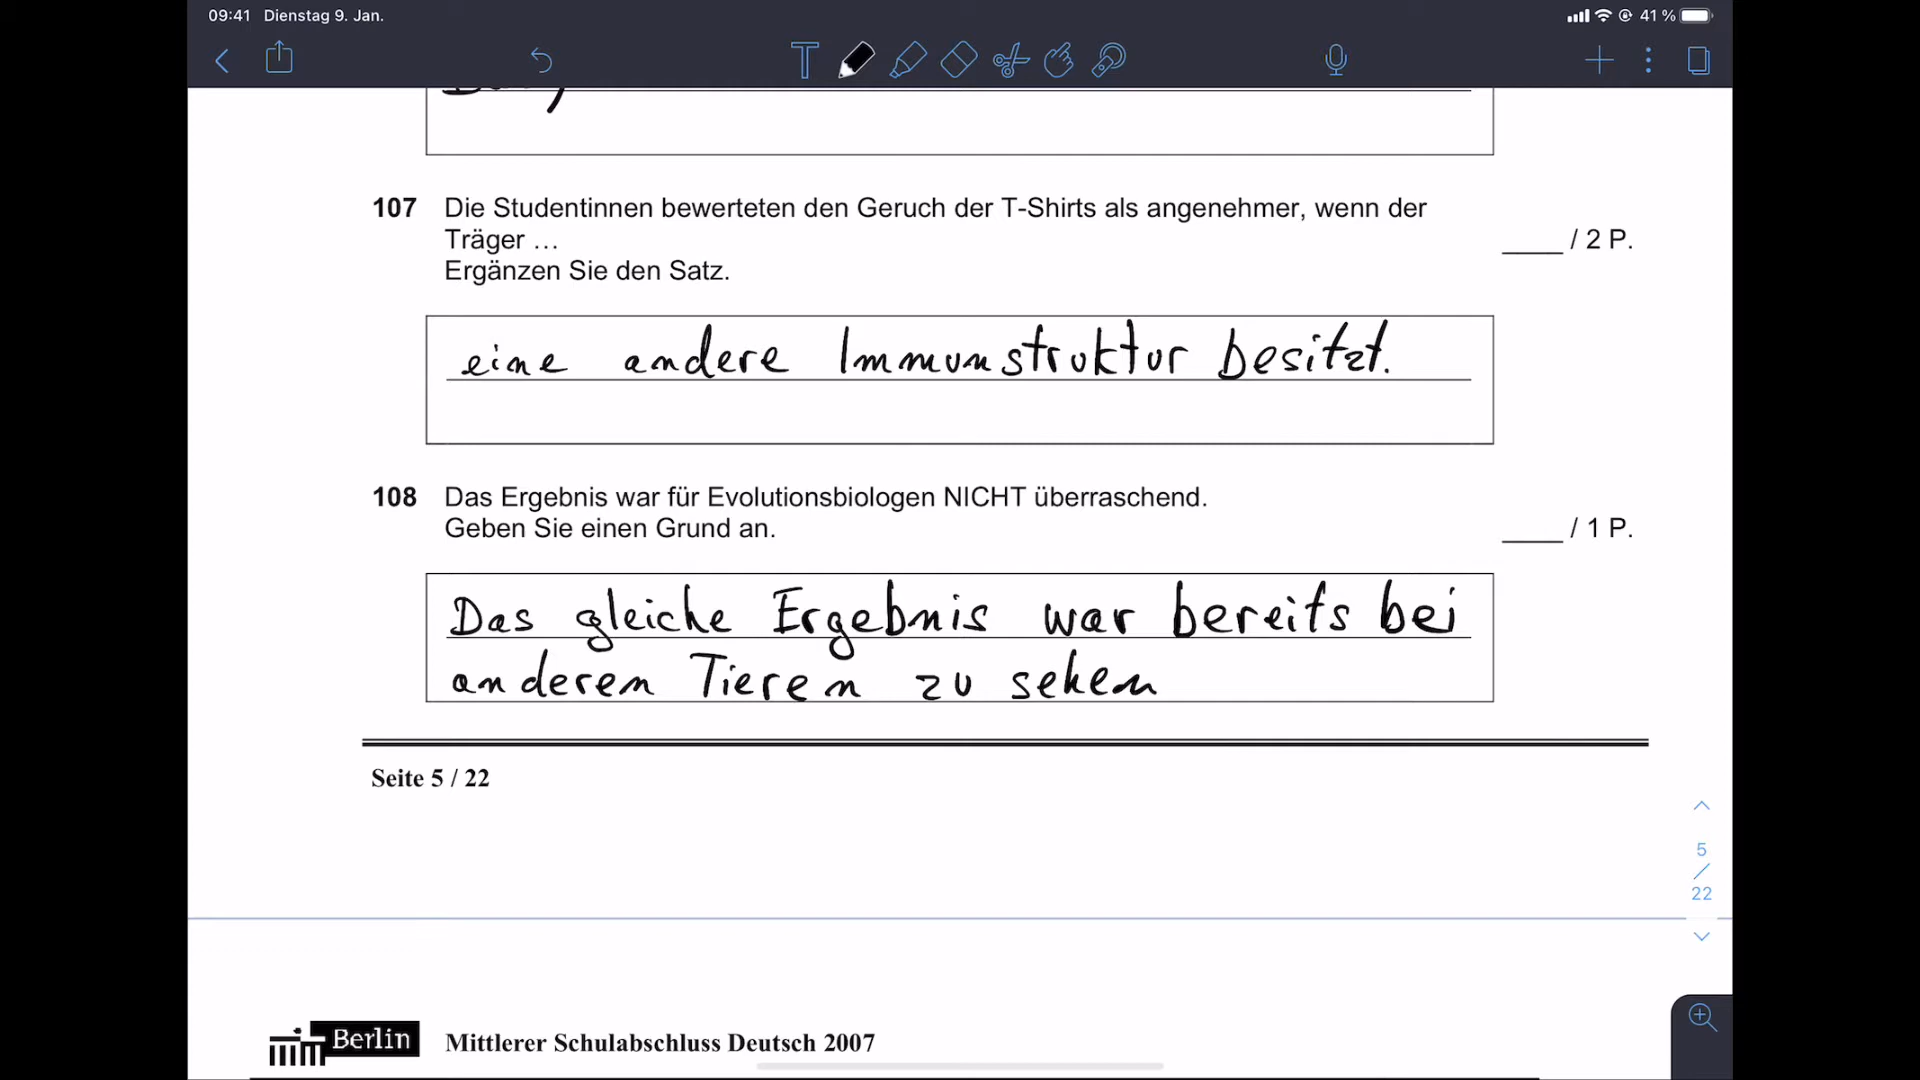 09:41 Dienstag 9. Jan.
41 %
107 Die Studentinnen bewerteten den Geruch der T-Shirts als angenehmer, wenn der
Träger …
____ / 2 P.
Ergänzen Sie den Satz.
eine andere Immunstruktur besitzt.
108 Das Ergebnis war für Evolutionsbiologen NICHT überraschend.
Geben Sie einen Grund an.
____ / 1 P.
Das gleiche Ergebnis war bereits bei
anderen Tieren zu sehen
Seite 5 / 22
5
/
22
Berlin Mittlerer Schulabschluss Deutsch 2007